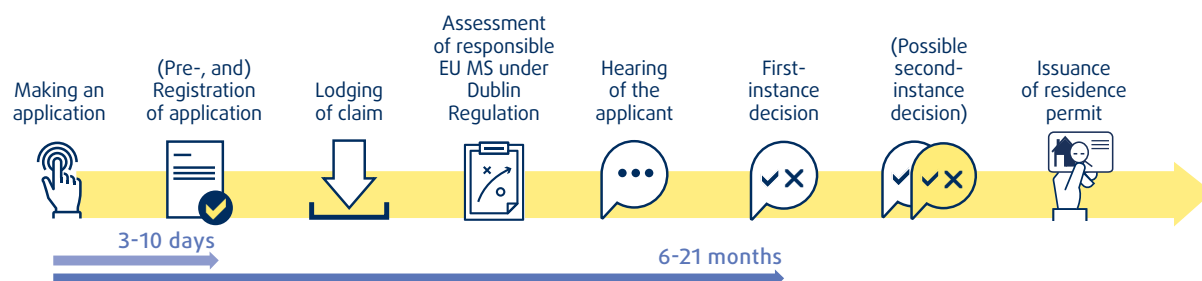 Making an
application
(Pre-, and)
Registration
of application
Lodging
of claim
Assessment
of responsible
EU MS under
Dublin
Regulation
Hearing
of the
applicant
First-
instance
decision
(Possible
second-
instance
decision)
Issuance
of residence
permit
3-10 days
6-21 months